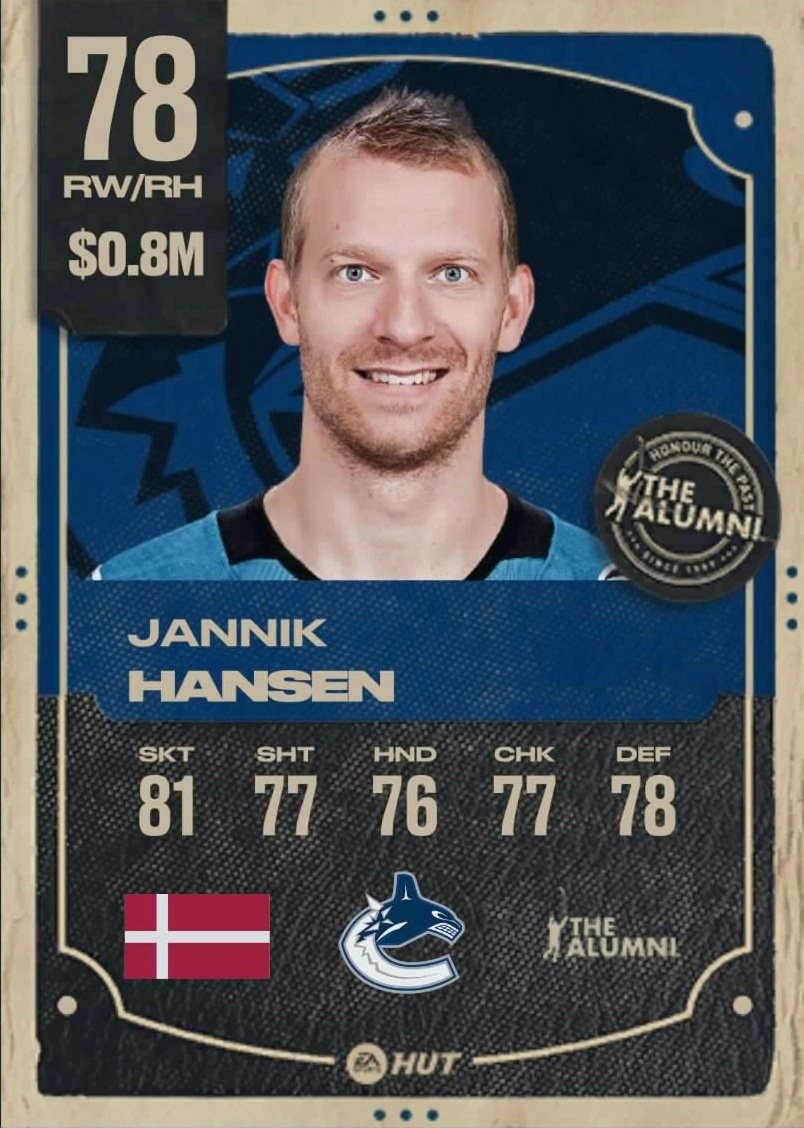 78
RW/RH
$0.8M
HONOUR THE PAST
THE
ALUMNI
JANNIK
HANSEN
SKT SHT HND CHK DEF
81 77 76 77 78
THE
ALUMNI
EA
HUT